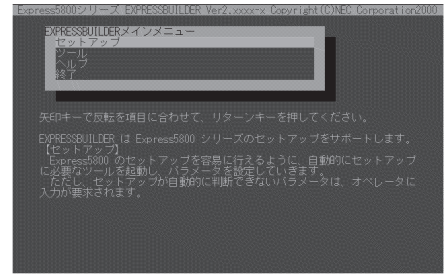 Express5800シリーズ EXPRESSBUILDER Ver2.xxxx-x Copyright(C)NEC Corporation2000
EXPRESSBUILDERメインメニュー
セットアップ
ツール
ヘルプ
終了
矢印キーで反転を項目に合わせて、リターンキーを押してください。
EXPRESSBUILDER は Express5800 シリーズのセットアップをサポートします。
【セットアップ】
Express5800 のセットアップを容易に行えるように、自動的にセットアップ
に必要なツールを起動し、パラメータを設定していきます。
ただし、セットアップが自動的に判断できないパラメータは、オペレータに
入力が要求されます。